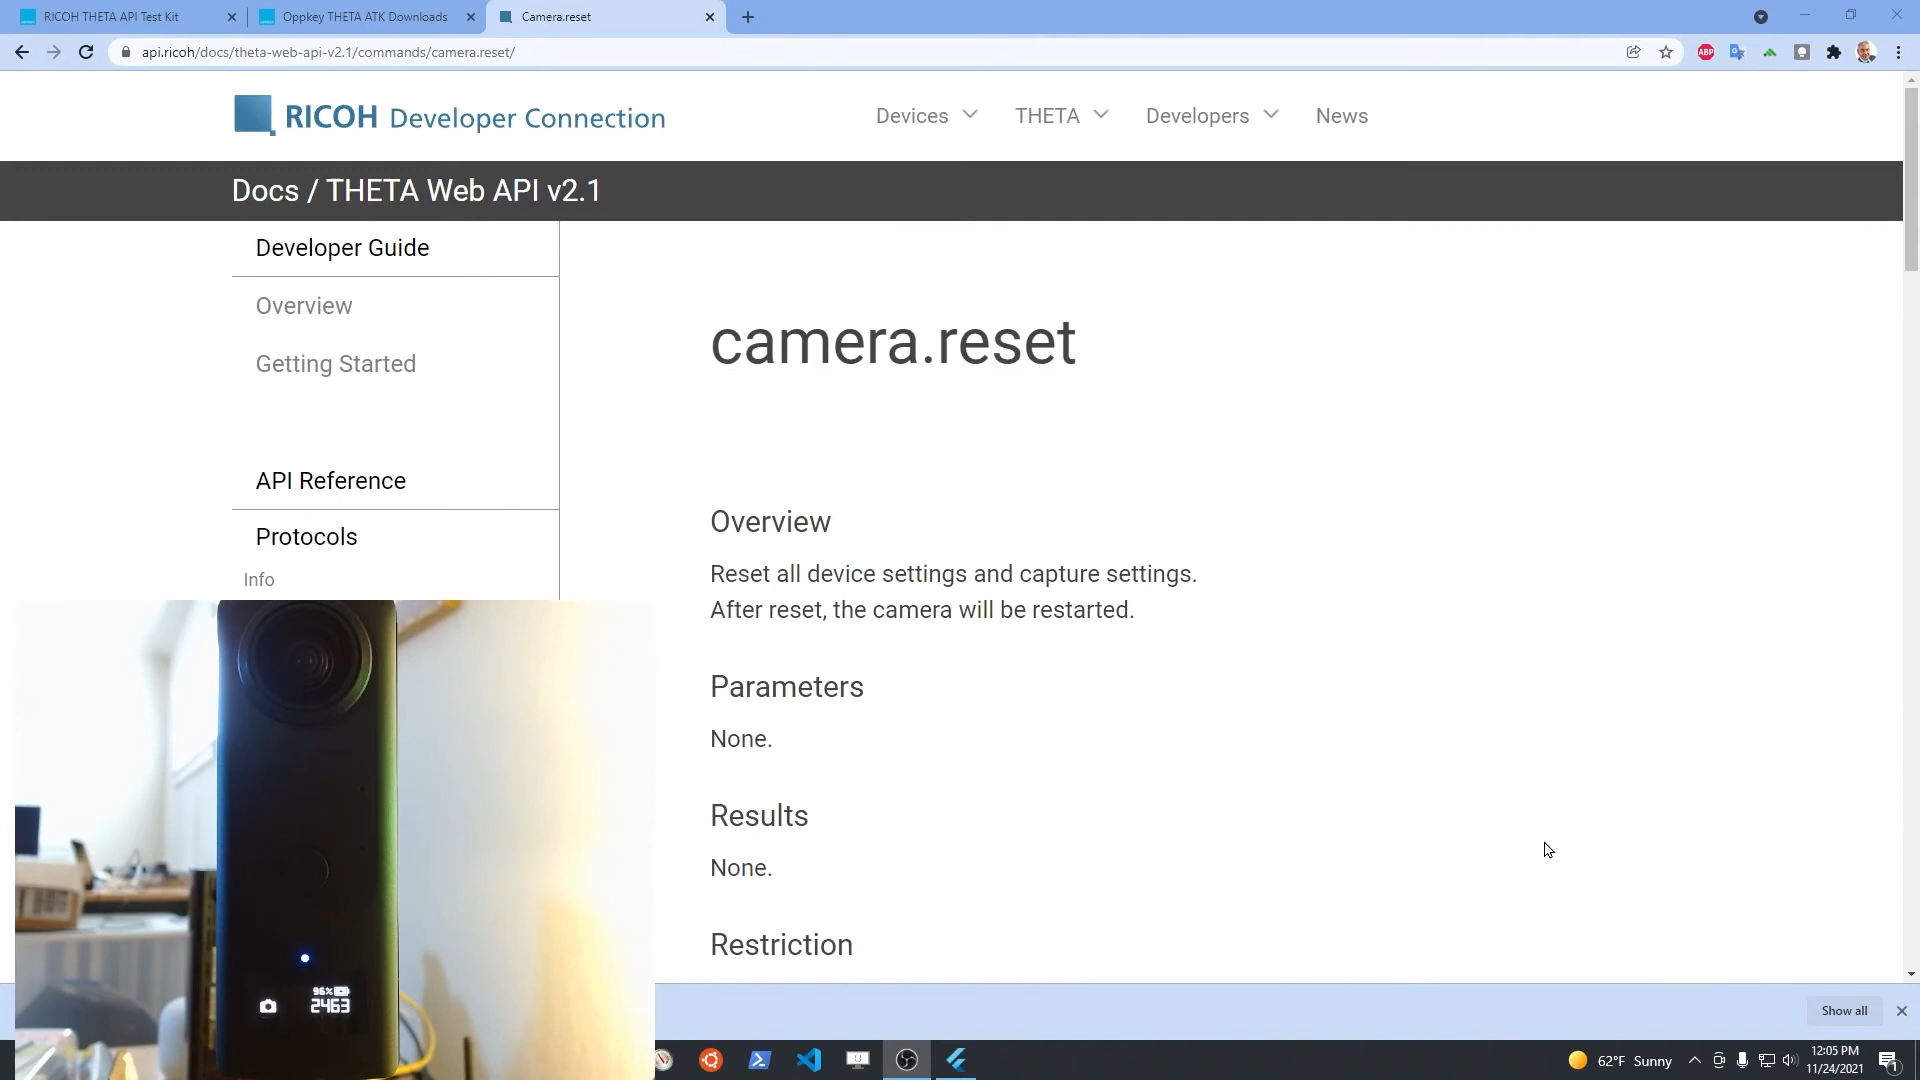 RICOH THETA API Test Kit
Oppkey THETA ATK Downloads
Camera.reset
api.ricoh/docs/theta-web-api-v2.1/commands/camera.reset/
ABP
RICOH Developer Connection
Devices
THETA
Developers
News
Docs / THETA Web API v2.1
Developer Guide
Overview
Getting Started
API Reference
Protocols
Info
camera.reset
Overview
Reset all device settings and capture settings.
After reset, the camera will be restarted.
Parameters
None.
Results
None.
Restriction
96%
2463
Show all
62°F Sunny
12:05 PM
11/24/2021
1